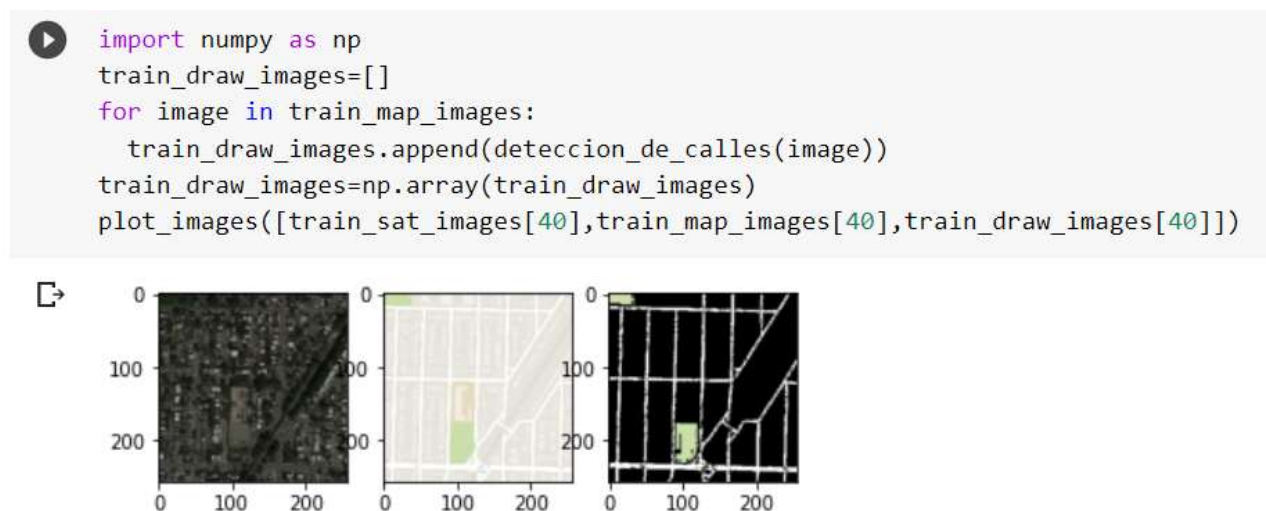 import numpy as np
train_draw_images=[]
for image in train_map_images:
  train_draw_images.append(deteccion_de_calles(image))
train_draw_images=np.array(train_draw_images)
plot_images([train_sat_images[40],train_map_images[40],train_draw_images[40]])
0 0 0
100 100 100
200 200 200
0 100 200 0 100 200 0 100 200